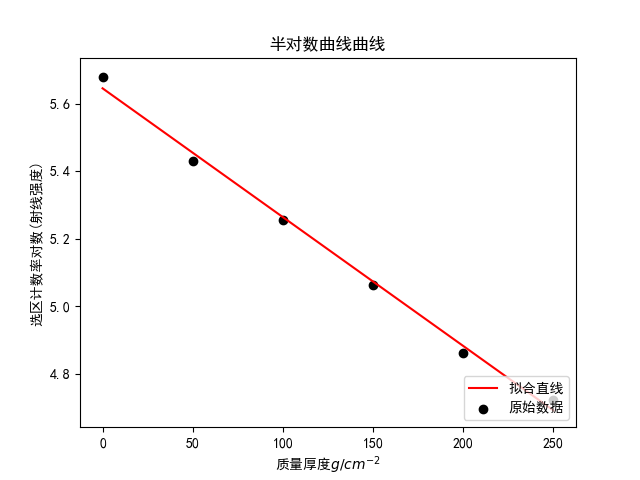 半对数曲线曲线
选区计数率对数(射线强度)
5.6
5.4
5.2
5.0
4.8
拟合直线
原始数据
0 50 100 150 200 250
质量厚度g/cm⁻²